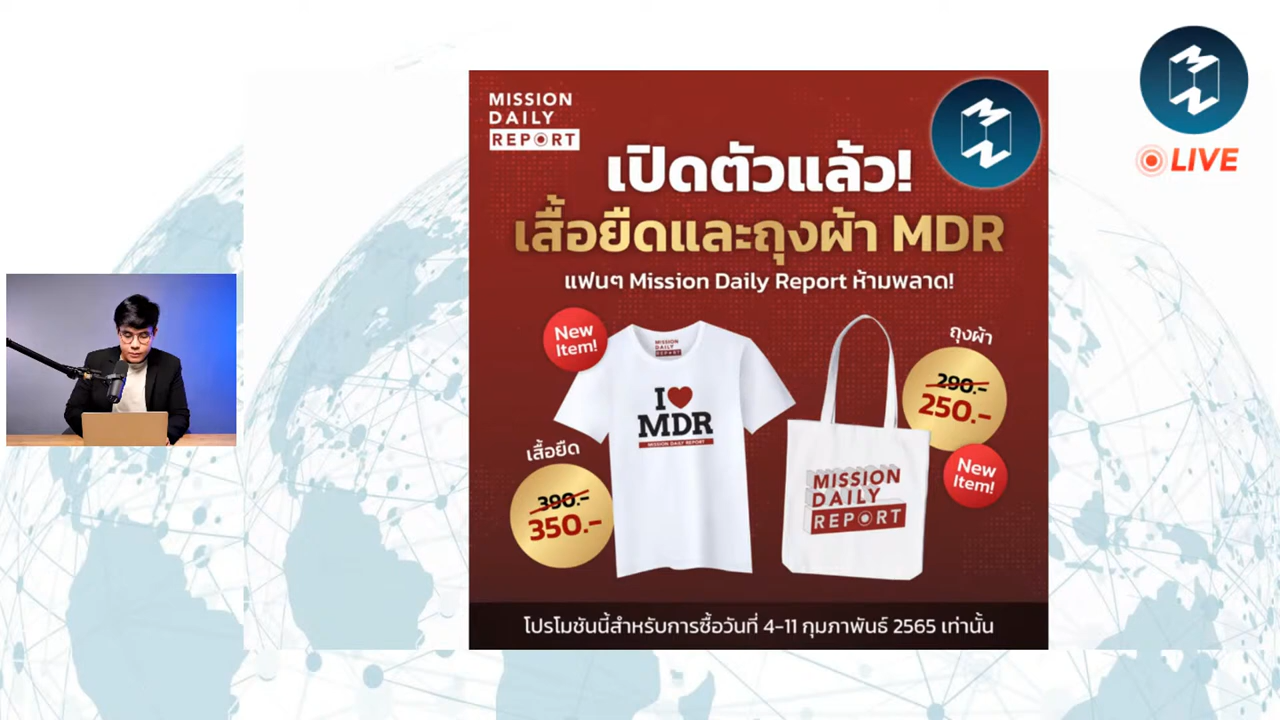 MISSION
DAILY
REPORT
เปิดตัวแล้ว!
เสื้อยืดและถุงผ้า MDR
แฟนๆ Mission Daily Report ห้ามพลาด!
New
Item!
MISSION
DAILY
REPORT
I
MDR
MISSION DAILY REPORT
เสื้อยืด
390.-
350.-
ถุงผ้า
290.-
250.-
New
Item!
MISSION
DAILY
REPORT
โปรโมชันนี้สำหรับการซื้อวันที่ 4-11 กุมภาพันธ์ 2565 เท่านั้น
LIVE